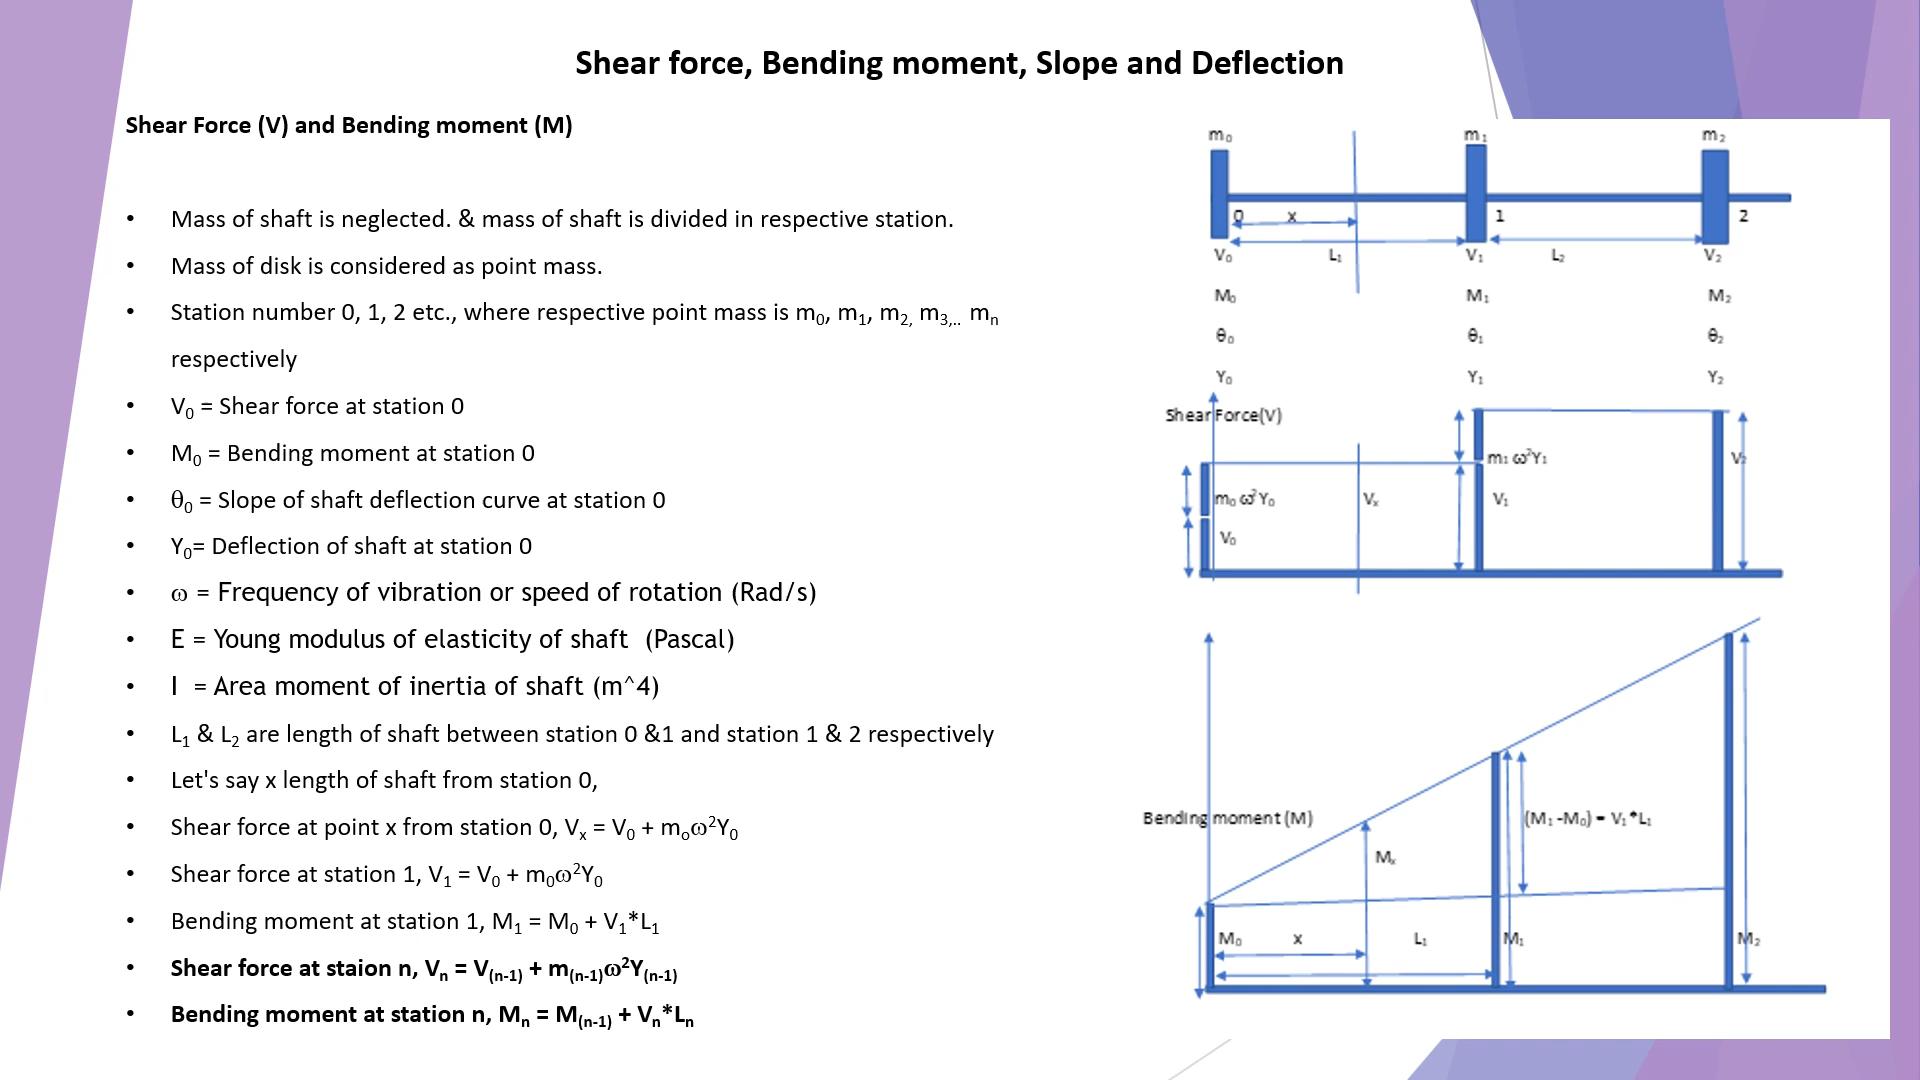 Shear force, Bending moment, Slope and Deflection
Shear Force (V) and Bending moment (M)
• Mass of shaft is neglected. & mass of shaft is divided in respective station.
• Mass of disk is considered as point mass.
• Station number 0, 1, 2 etc., where respective point mass is m₀, m₁, m₂, m₃,.. mₙ
respectively
• V₀ = Shear force at station 0
• M₀ = Bending moment at station 0
• θ₀ = Slope of shaft deflection curve at station 0
• Y₀= Deflection of shaft at station 0
• ω = Frequency of vibration or speed of rotation (Rad/s)
• E = Young modulus of elasticity of shaft (Pascal)
• I = Area moment of inertia of shaft (m^4)
• L₁ & L₂ are length of shaft between station 0 &1 and station 1 & 2 respectively
• Let's say x length of shaft from station 0,
• Shear force at point x from station 0, Vₓ = V₀ + mₒω²Y₀
• Shear force at station 1, V₁ = V₀ + m₀ω²Y₀
• Bending moment at station 1, M₁ = M₀ + V₁*L₁
• Shear force at staion n, Vₙ = V₍ₙ₋₁₎ + m₍ₙ₋₁₎ω²Y₍ₙ₋₁₎
• Bending moment at station n, Mₙ = M₍ₙ₋₁₎ + Vₙ*Lₙ
m₀ m₁ m₂
0 x 1 2
V₀ L₁ V₁ L₂ V₂
M₀ M₁ M₂
θ₀ θ₁ θ₂
Y₀ Y₁ Y₂
Shear Force(V)
m₁ ω²Y₁ V₂
m₀ ω²Y₀ Vₓ V₁
V₀
Bending moment (M) (M₁ -M₀) = V₁*L₁
Mₓ
M₀ x L₁ M₁ M₂